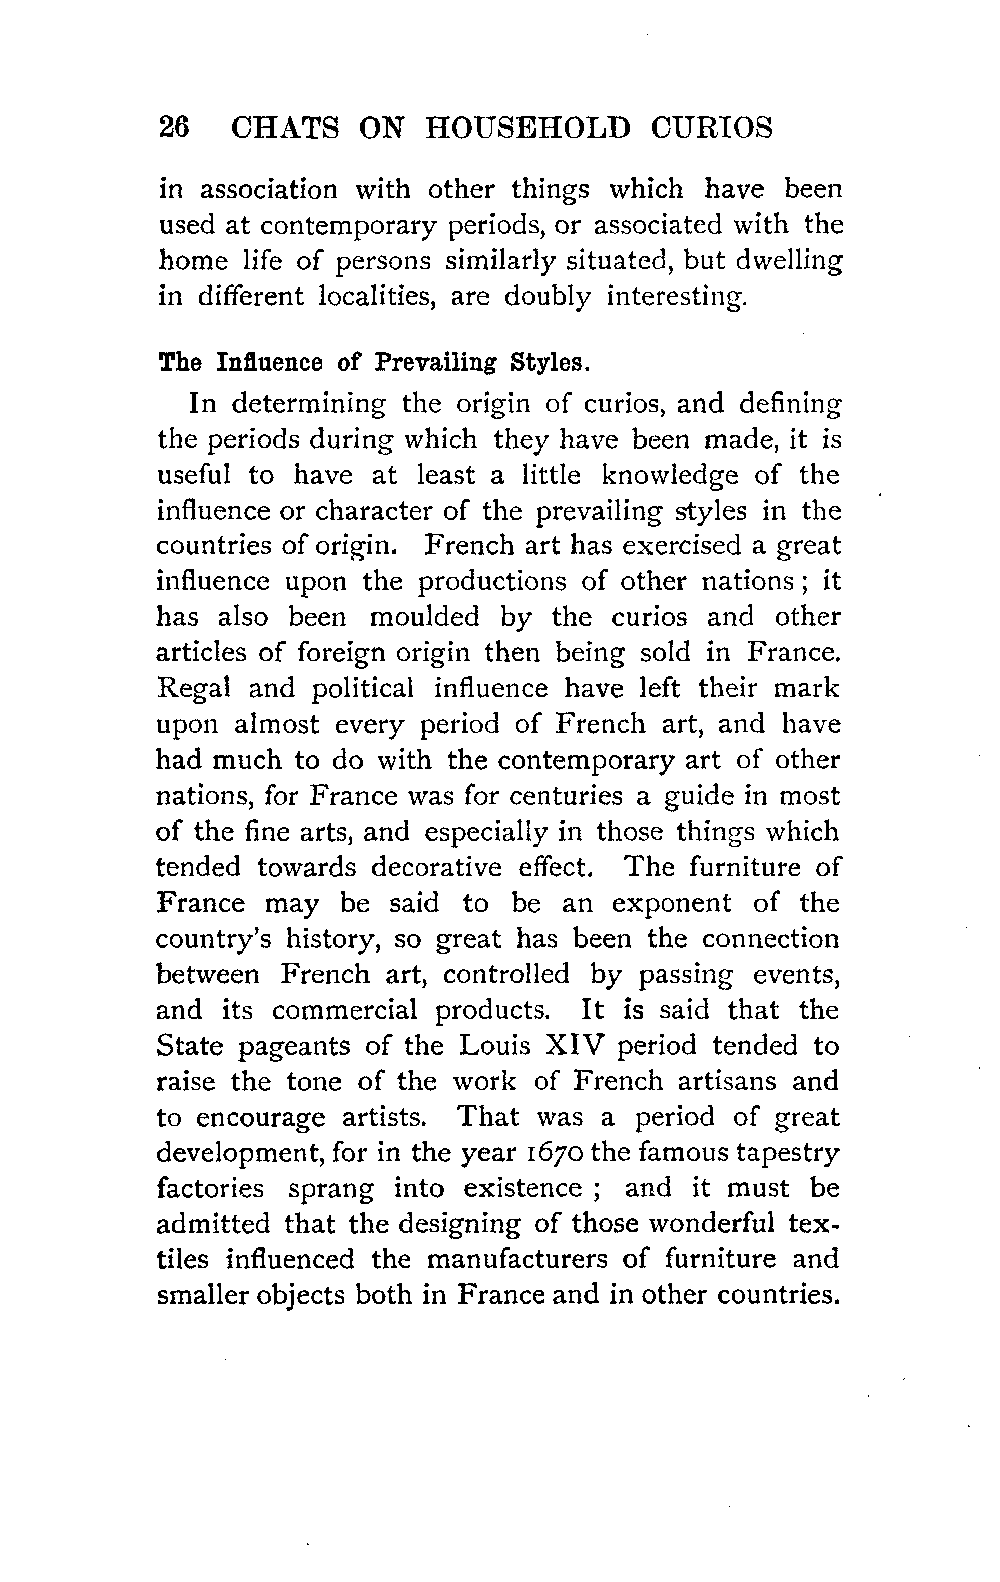 26 CHATS ON HOUSEHOLD CURIOS
in association with other things which have been
used at contemporary periods, or associated with the
home life of persons similarly situated, but dwelling
in different localities, are doubly interesting.
The Influence of Prevailing Styles.
In determining the origin of curios, and defining
the periods during which they have been made, it is
useful to have at least a little knowledge of the
influence or character of the prevailing styles in the
countries of origin. French art has exercised a great
influence upon the productions of other nations ; it
has also been moulded by the curios and other
articles of foreign origin then being sold in France.
Regal and political influence have left their mark
upon almost every period of French art, and have
had much to do with the contemporary art of other
nations, for France was for centuries a guide in most
of the fine arts, and especially in those things which
tended towards decorative effect. The furniture of
France may be said to be an exponent of the
country's history, so great has been the connection
between French art, controlled by passing events,
and its commercial products. It is said that the
State pageants of the Louis XIV period tended to
raise the tone of the work of French artisans and
to encourage artists. That was a period of great
development, for in the year 1670 the famous tapestry
factories sprang into existence ; and it must be
admitted that the designing of those wonderful tex-
tiles influenced the manufacturers of furniture and
smaller objects both in France and in other countries.